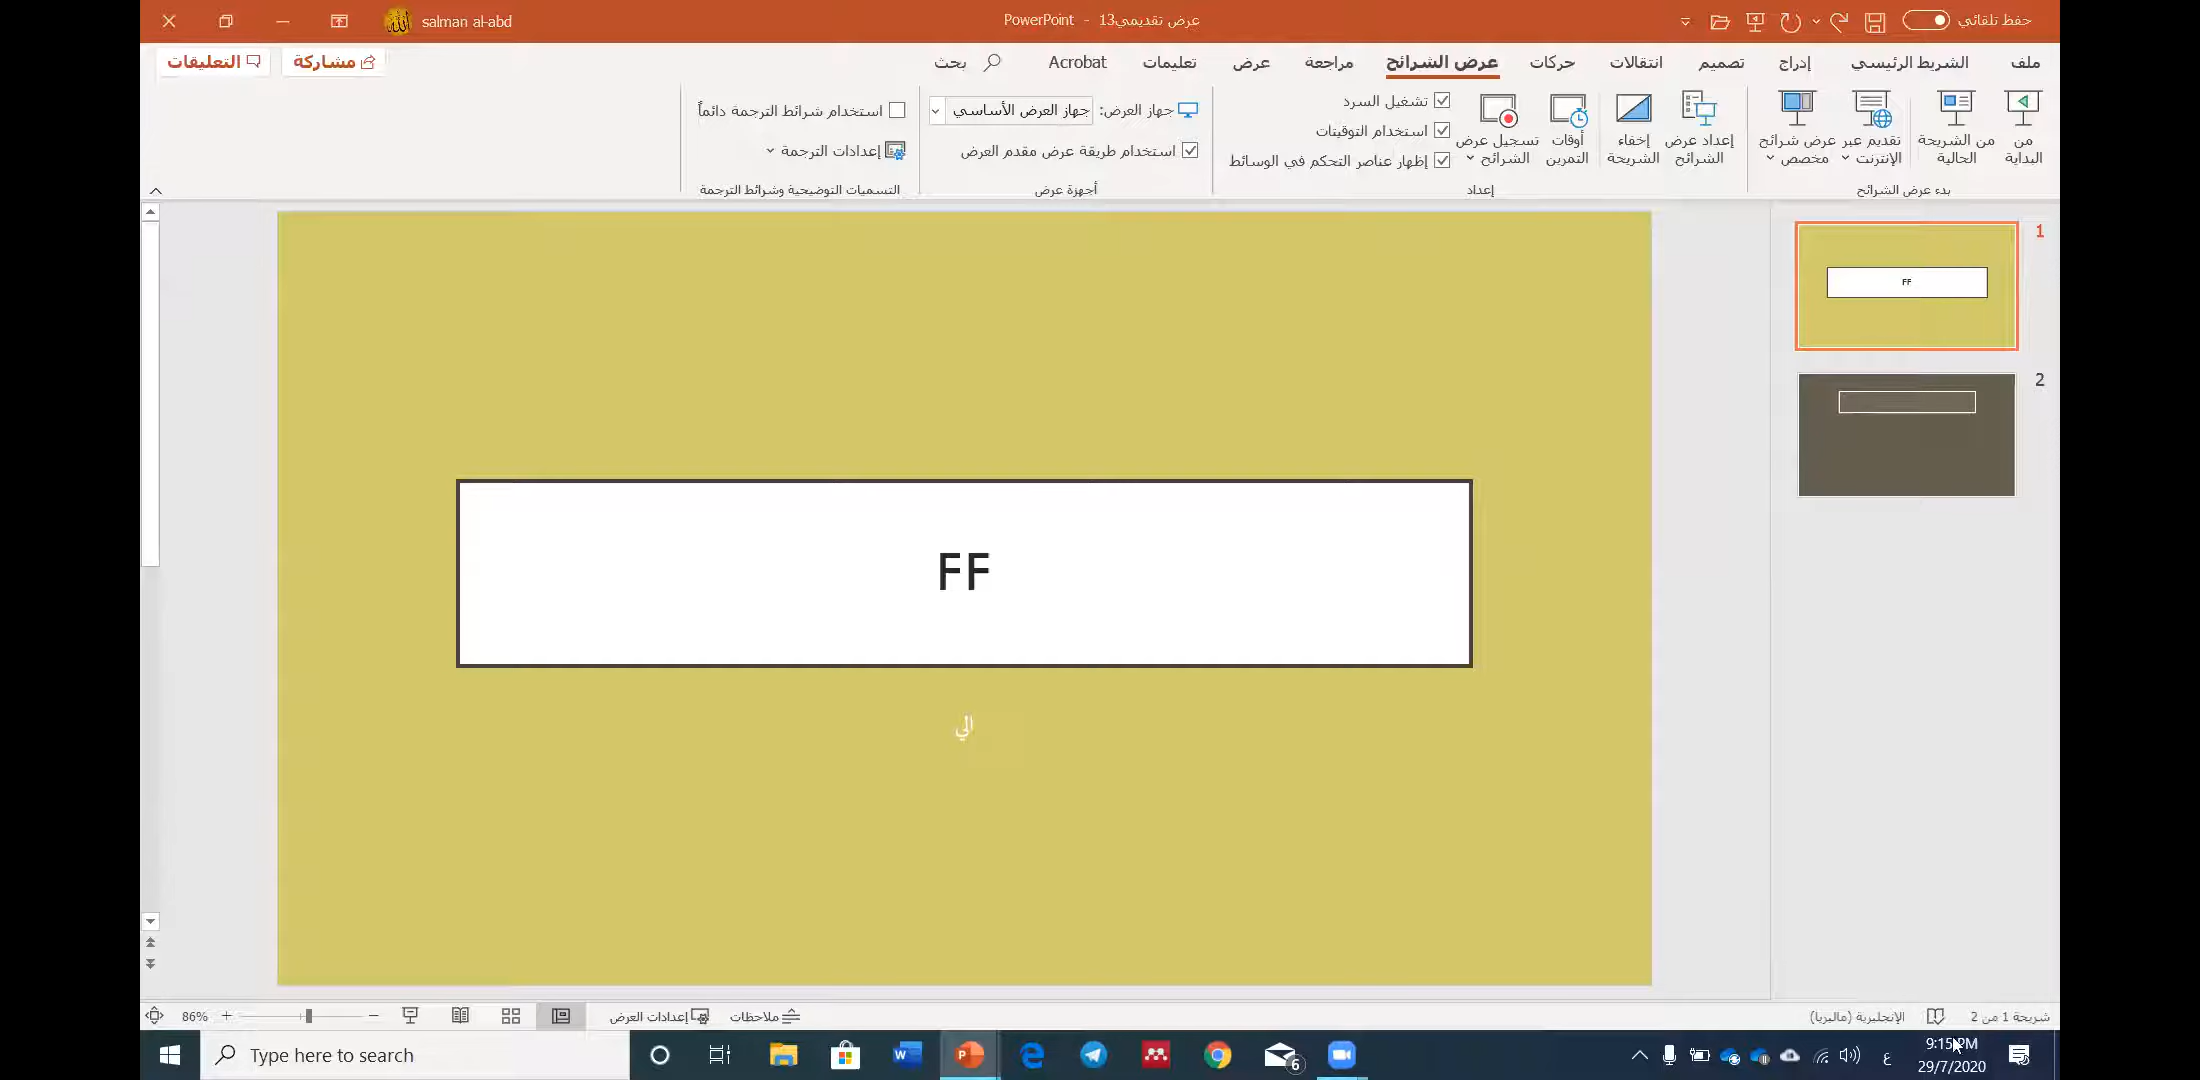 حفظ تلقائي
عرض تقديمي13 - PowerPoint
salman al-abd
ملف
الشريط الرئيسي
إدراج
تصميم
انتقالات
حركات
عرض الشرائح
مراجعة
عرض
تعليمات
Acrobat
بحث
مشاركة
التعليقات
من البداية
من الشريحة الحالية
تقديم عبر الإنترنت
عرض شرائح مخصص
بدء عرض الشرائح
إعداد عرض الشرائح
إخفاء الشريحة
أوقات التمرين
تسجيل عرض الشرائح
تشغيل السرد
استخدام التوقيتات
إظهار عناصر التحكم في الوسائط
إعداد
جهاز العرض: جهاز العرض الأساسي
استخدام طريقة عرض مقدم العرض
أجهزة عرض
استخدام شرائط الترجمة دائماً
إعدادات الترجمة
التسميات التوضيحية وشرائط الترجمة
1
FF
2
FF
الي
شريحة 1 من 2
الإنجليزية (ماليزيا)
ملاحظات
إعدادات العرض
86%
Type here to search
6
ع
9:15 PM
29/7/2020